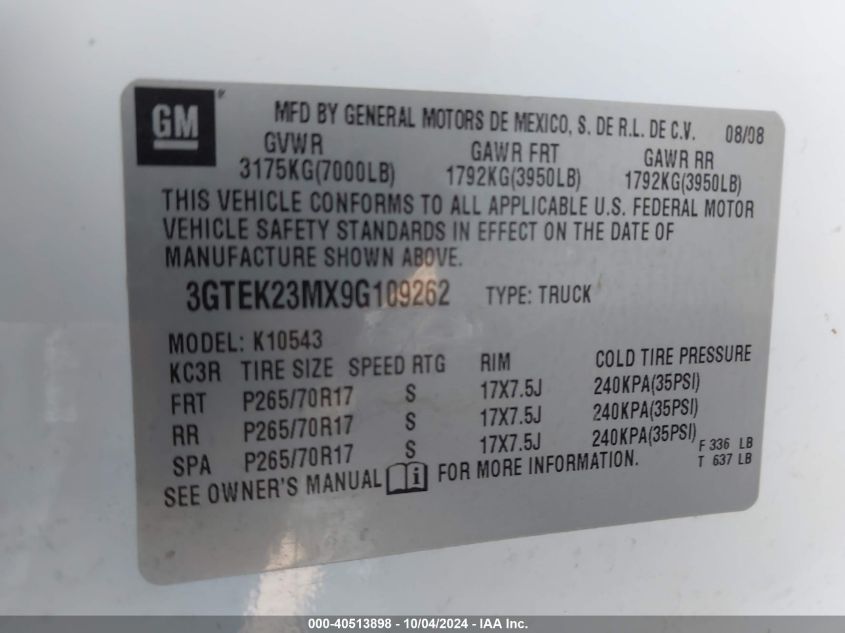 GM
MFD BY GENERAL MOTORS DE MEXICO, S. DE R.L. DE C.V. 08/08
GVWR GAWR FRT GAWR RR
3175KG(7000LB) 1792KG(3950LB) 1792KG(3950LB)
THIS VEHICLE CONFORMS TO ALL APPLICABLE U.S. FEDERAL MOTOR
VEHICLE SAFETY STANDARDS IN EFFECT ON THE DATE OF
MANUFACTURE SHOWN ABOVE.
3GTEK23MX9G109262 TYPE: TRUCK
MODEL: K10543
KC3R TIRE SIZE SPEED RTG RIM COLD TIRE PRESSURE
FRT P265/70R17 S 17X7.5J 240KPA(35PSI)
RR P265/70R17 S 17X7.5J 240KPA(35PSI)
SPA P265/70R17 S 17X7.5J 240KPA(35PSI) F 336 LB
T 637 LB
SEE OWNER'S MANUAL FOR MORE INFORMATION.
000-40513898 - 10/04/2024 - IAA Inc.